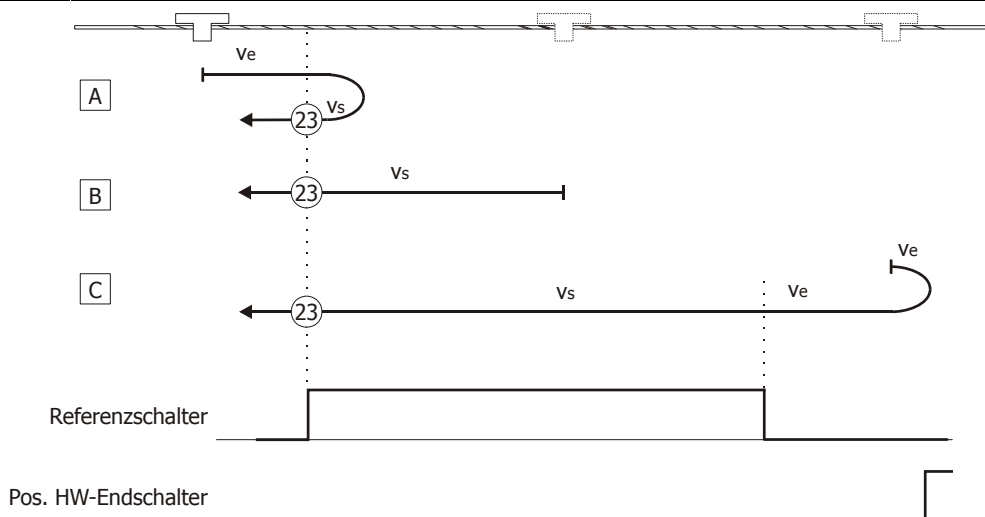 Ve
A
Vs
23
Vs
B
23
Ve
C
Vs
Ve
23
Referenzschalter
Pos. HW-Endschalter